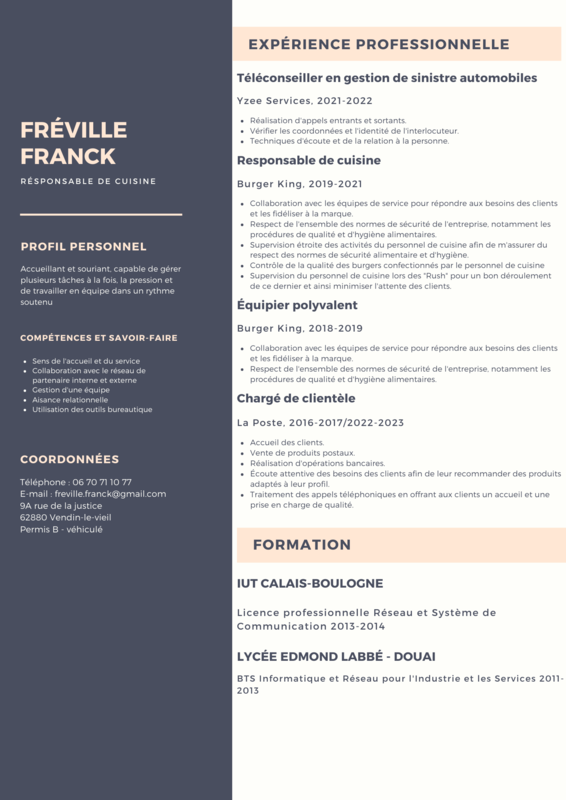 FRÉVILLE
FRANCK
RÉSPONSABLE DE CUISINE
PROFIL PERSONNEL
Accueillant et souriant, capable de gérer
plusieurs tâches à la fois, la pression et
de travailler en équipe dans un rythme
soutenu
COMPÉTENCES ET SAVOIR-FAIRE
Sens de l'accueil et du service
Collaboration avec le réseau de
partenaire interne et externe
Gestion d'une équipe
Aisance relationnelle
Utilisation des outils bureautique
COORDONNÉES
Téléphone : 06 70 71 10 77
E-mail : freville.franck@gmail.com
9A rue de la justice
62880 Vendin-le-vieil
Permis B - véhiculé
EXPÉRIENCE PROFESSIONNELLE
Téléconseiller en gestion de sinistre automobiles
Yzee Services, 2021-2022
Réalisation d'appels entrants et sortants.
Vérifier les coordonnées et l'identité de l'interlocuteur.
Techniques d'écoute et de la relation à la personne.
Responsable de cuisine
Burger King, 2019-2021
Collaboration avec les équipes de service pour répondre aux besoins des clients
et les fidéliser à la marque.
Respect de l'ensemble des normes de sécurité de l'entreprise, notamment les
procédures de qualité et d'hygiène alimentaires.
Supervision étroite des activités du personnel de cuisine afin de m'assurer du
respect des normes de sécurité alimentaire et d'hygiène.
Contrôle de la qualité des burgers confectionnés par le personnel de cuisine
Supervision du personnel de cuisine lors des "Rush" pour un bon déroulement
de ce dernier et ainsi minimiser l'attente des clients.
Équipier polyvalent
Burger King, 2018-2019
Collaboration avec les équipes de service pour répondre aux besoins des clients
et les fidéliser à la marque.
Respect de l'ensemble des normes de sécurité de l'entreprise, notamment les
procédures de qualité et d'hygiène alimentaires.
Chargé de clientèle
La Poste, 2016-2017/2022-2023
Accueil des clients.
Vente de produits postaux.
Réalisation d'opérations bancaires.
Écoute attentive des besoins des clients afin de leur recommander des produits
adaptés à leur profil.
Traitement des appels téléphoniques en offrant aux clients un accueil et une
prise en charge de qualité.
FORMATION
IUT CALAIS-BOULOGNE
Licence professionnelle Réseau et Système de
Communication 2013-2014
LYCÉE EDMOND LABBÉ - DOUAI
BTS Informatique et Réseau pour l'Industrie et les Services 2011-
2013